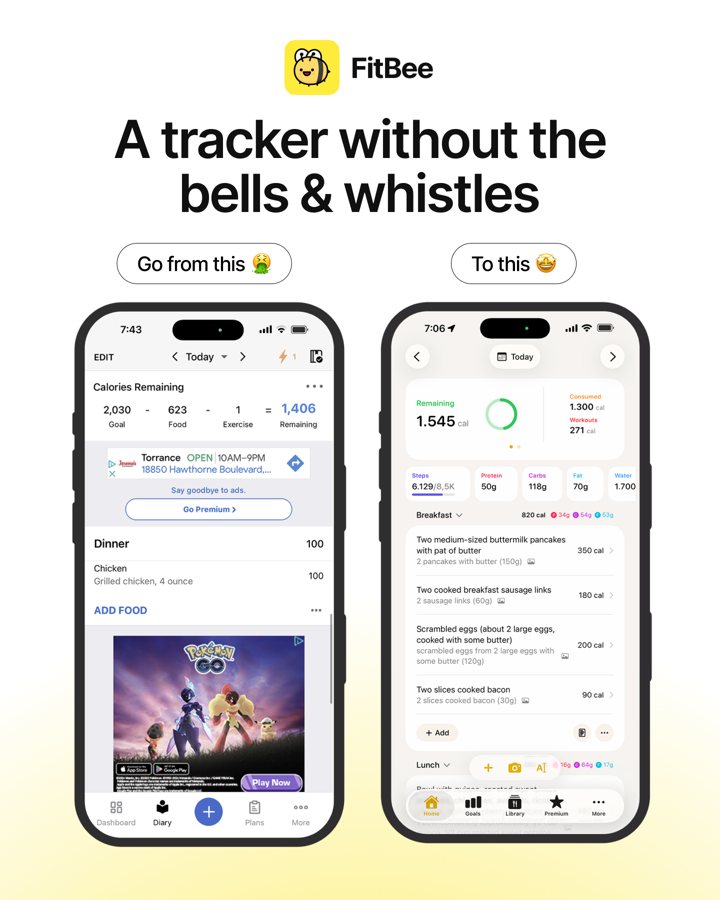 FitBee
A tracker without the
bells & whistles
Go from this 🤮
To this 🤩
7:43
EDIT
Today
1
Calories Remaining
2,030 - 623 - 1 = 1,406
Goal Food Exercise Remaining
Torrance OPEN 10AM–9PM
18850 Hawthorne Boulevard,...
Say goodbye to ads.
Go Premium >
Dinner 100
Chicken
Grilled chicken, 4 ounce 100
ADD FOOD
POKÉMON
GO
App Store
Google Play
Play Now
Dashboard Diary Plans More
7:06
Today
Remaining
1.545 cal
Consumed
1.300 cal
Workouts
271 cal
Steps Protein Carbs Fat Water
6.129/8,5K 50g 118g 70g 1.700
Breakfast 820 cal P 34g C 54g F 53g
Two medium-sized buttermilk pancakes
with pat of butter
2 pancakes with butter (150g)
350 cal
Two cooked breakfast sausage links
2 sausage links (60g)
180 cal
Scrambled eggs (about 2 large eggs,
cooked with some butter)
scrambled eggs from 2 large eggs with
some butter (120g)
200 cal
Two slices cooked bacon
2 slices cooked bacon (30g)
90 cal
+ Add
Lunch 16g C 64g F 17g
Home Goals Library Premium More